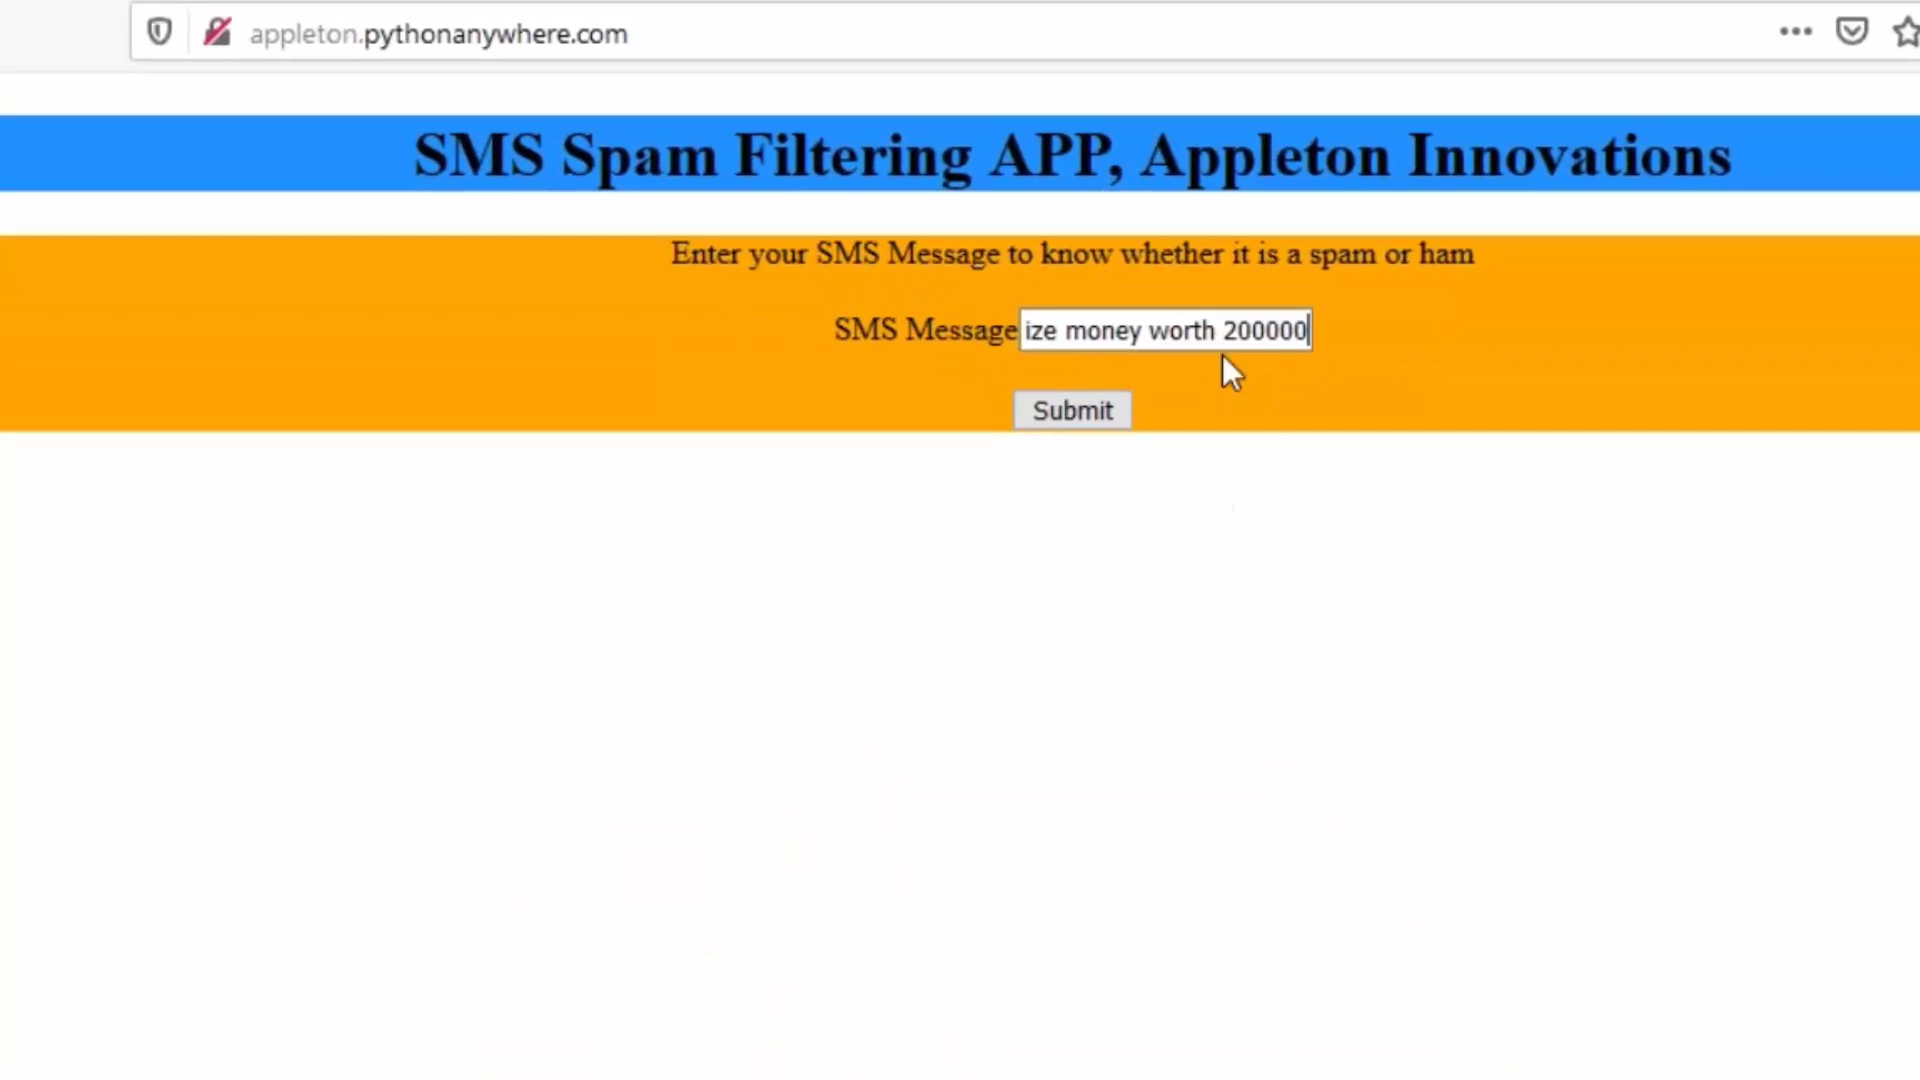 appleton.pythonanywhere.com
SMS Spam Filtering APP, Appleton Innovations
Enter your SMS Message to know whether it is a spam or ham
SMS Message ize money worth 200000
Submit